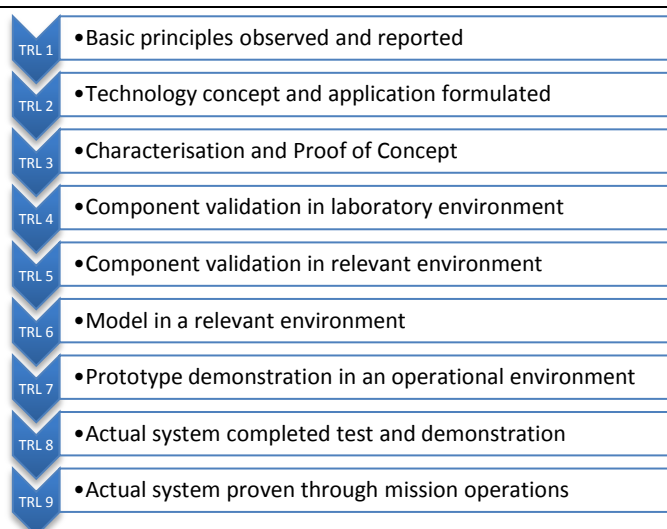 TRL 1
•Basic principles observed and reported
TRL 2
•Technology concept and application formulated
TRL 3
•Characterisation and Proof of Concept
TRL 4
•Component validation in laboratory environment
TRL 5
•Component validation in relevant environment
TRL 6
•Model in a relevant environment
TRL 7
•Prototype demonstration in an operational environment
TRL 8
•Actual system completed test and demonstration
TRL 9
•Actual system proven through mission operations